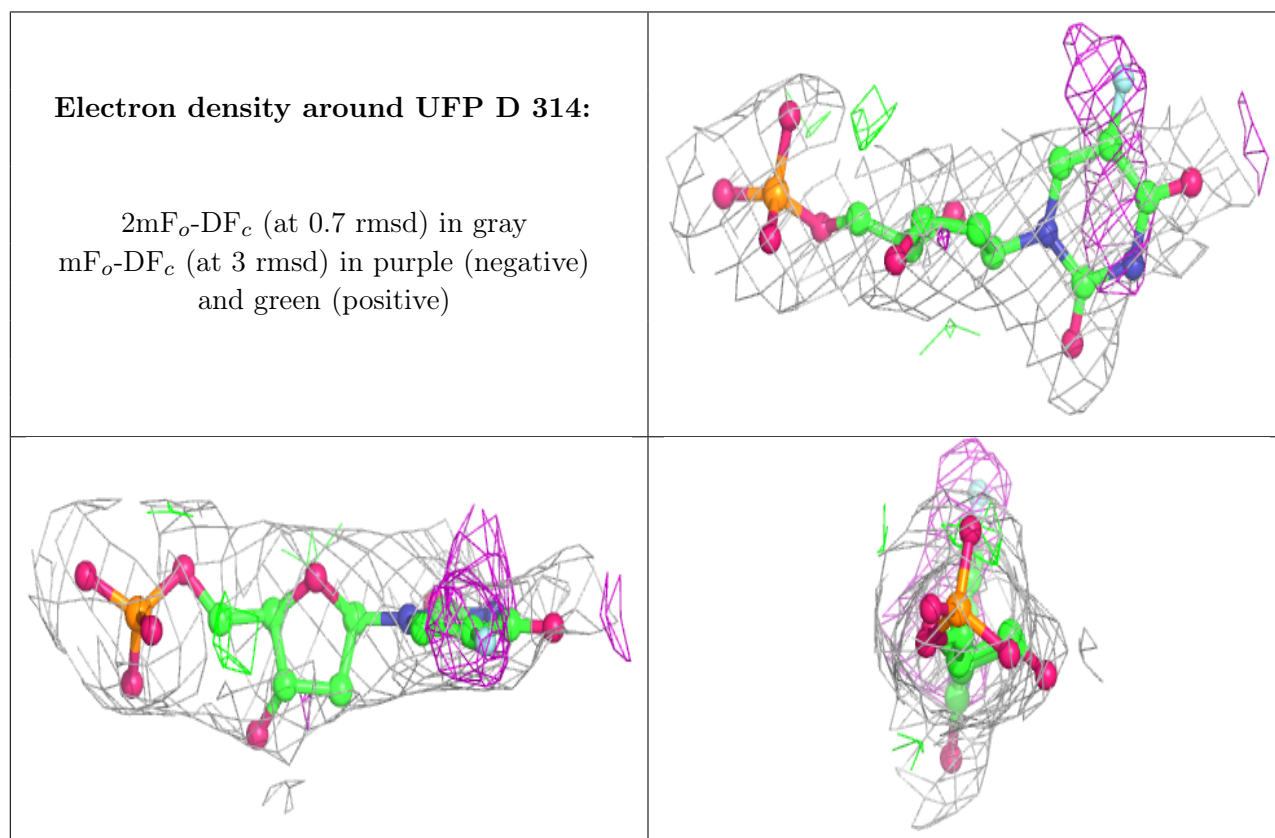 Electron density around UFP D 314:
2mFo-DFc (at 0.7 rmsd) in gray
mFo-DFc (at 3 rmsd) in purple (negative)
and green (positive)